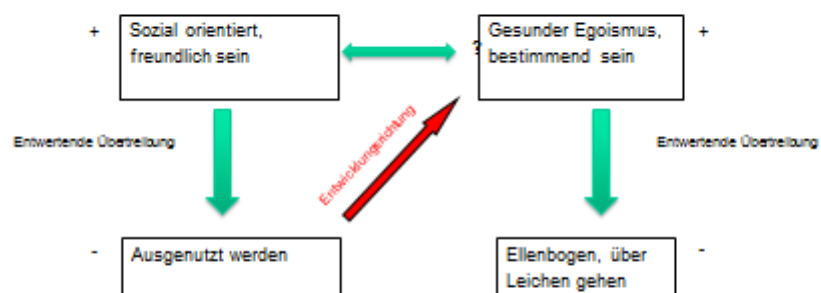 +
Sozial orientiert,
freundlich sein
?
Gesunder Egoismus,
bestimmend sein
+
Entwertende Übertreibung
Entwicklungsrichtung
Entwertende Übertreibung
-
Ausgenutzt werden
Ellenbogen, über
Leichen gehen
-